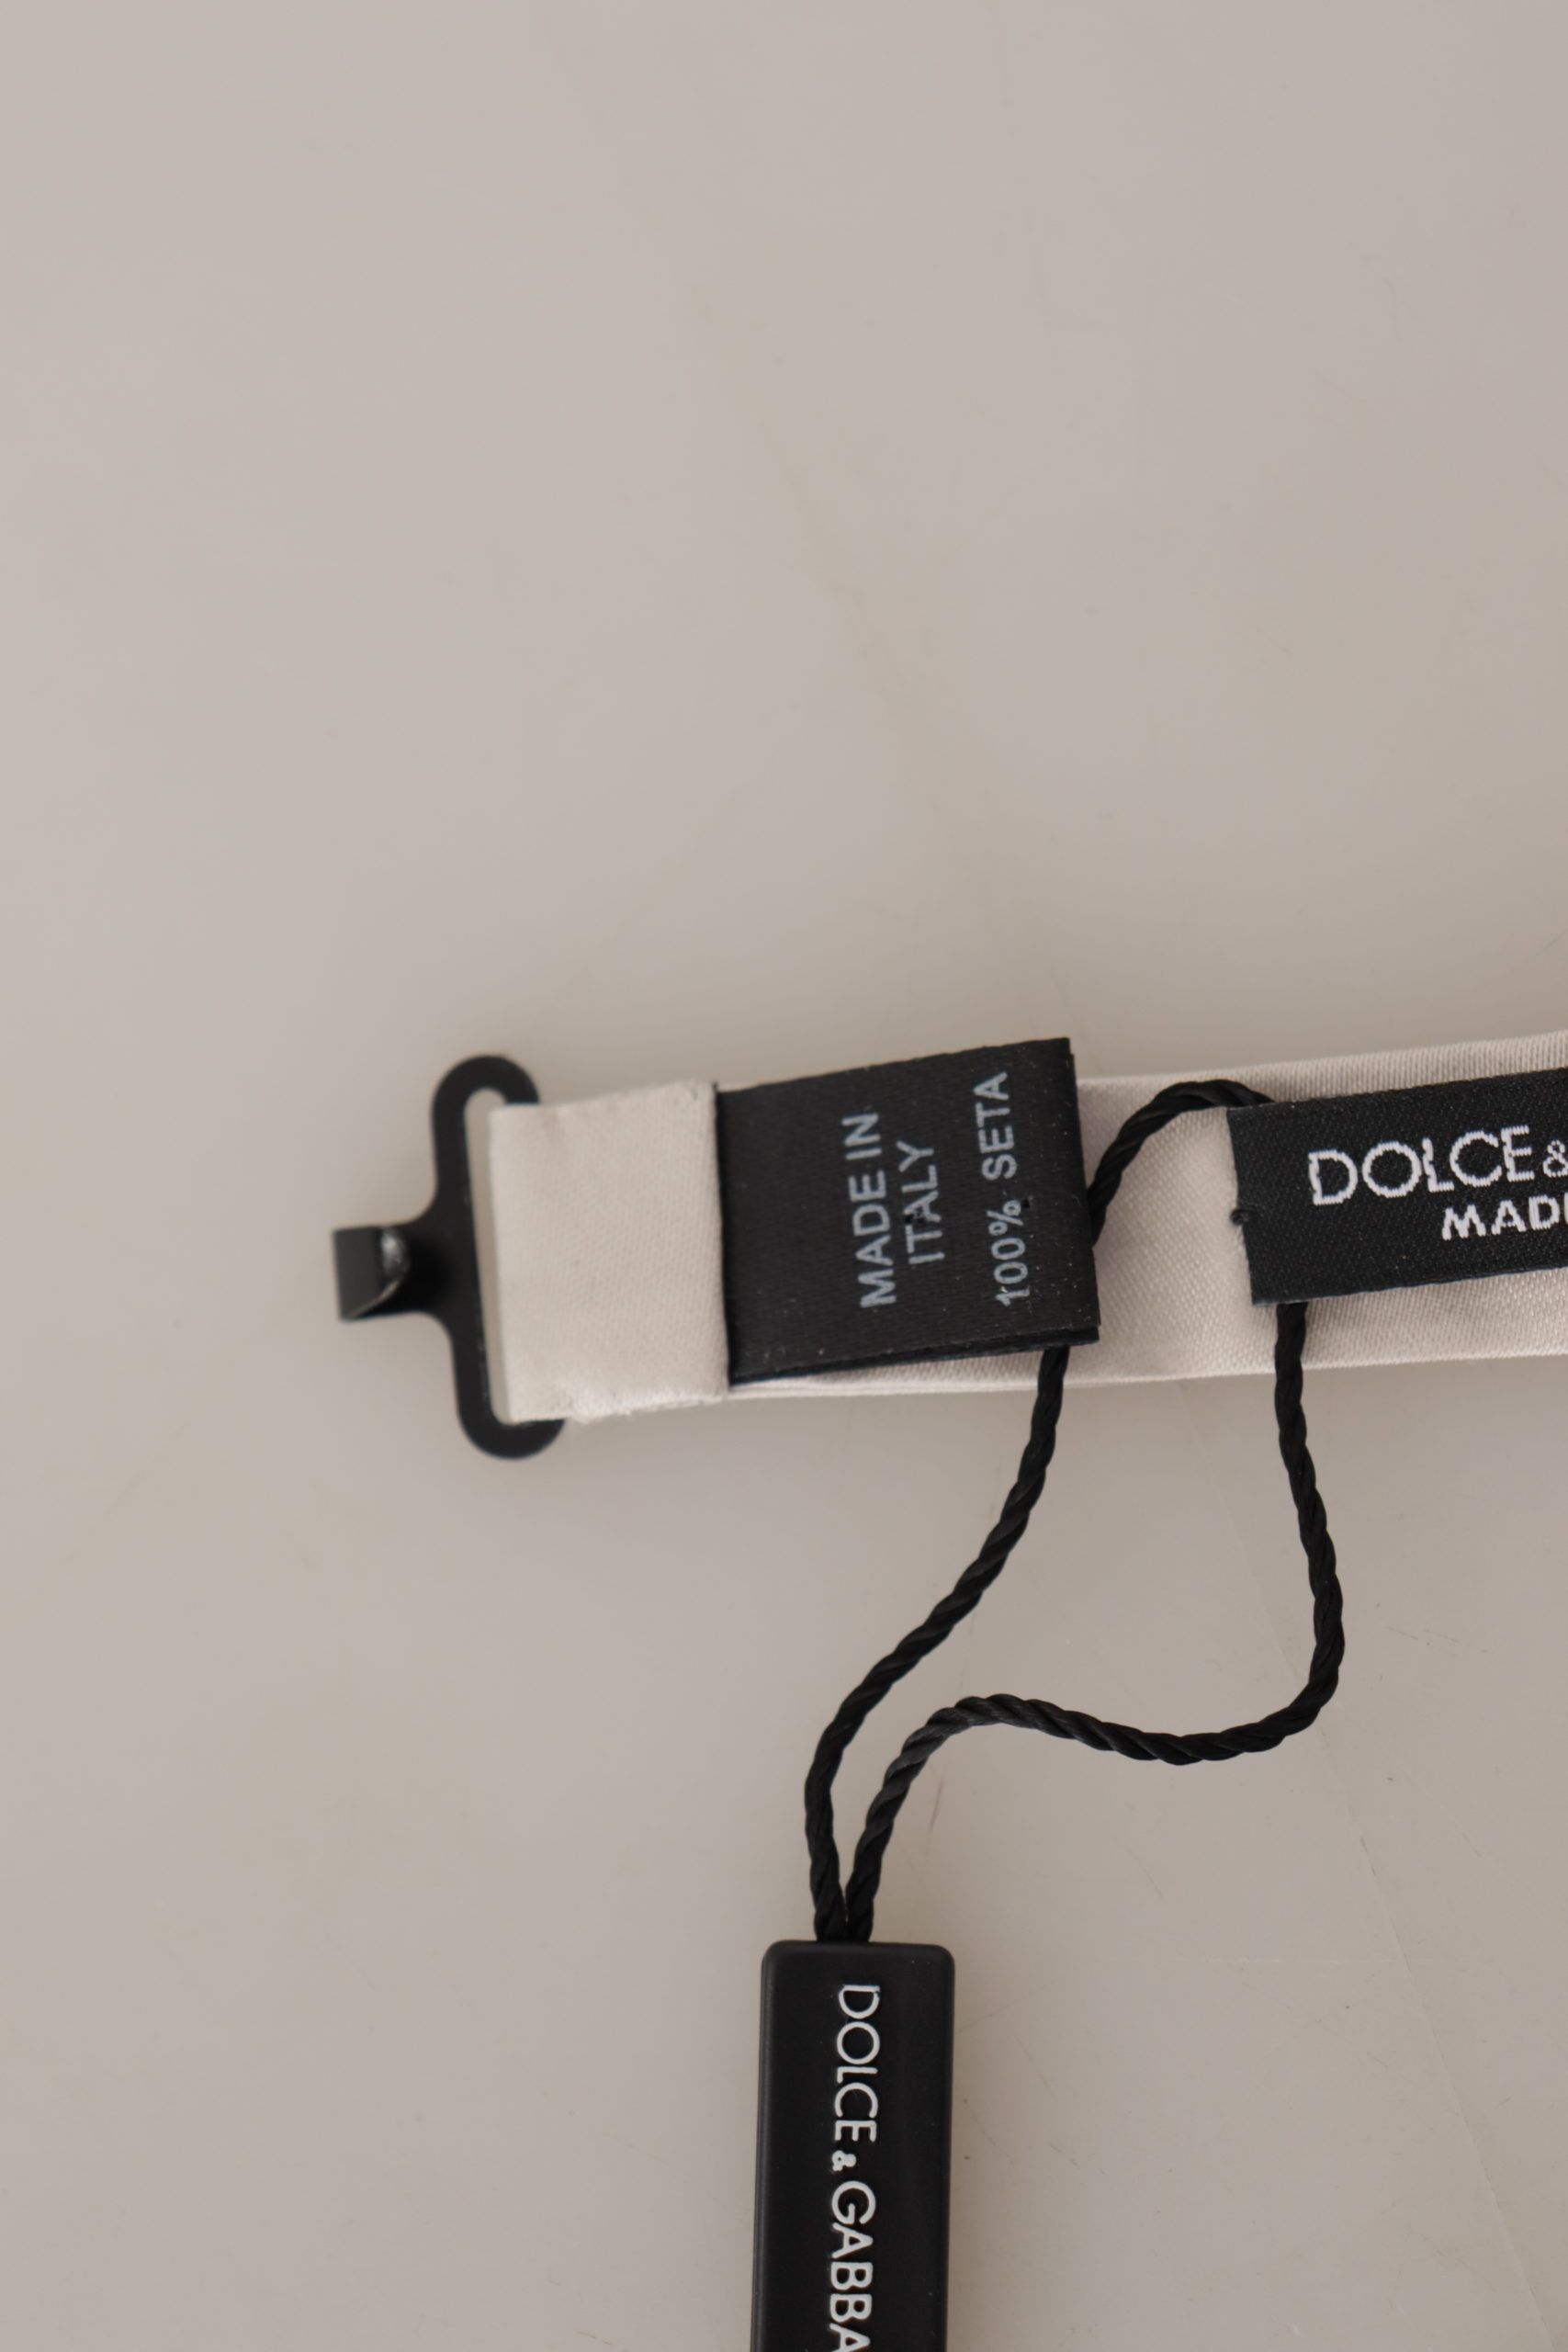 MADE IN
ITALY
100% SETA
DOLCE &
MADE
DOLCE & GABBA